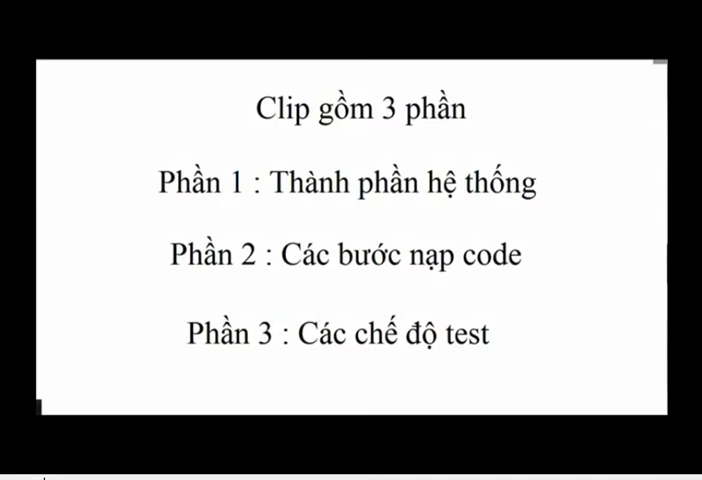 Clip gồm 3 phần
Phần 1 : Thành phần hệ thống
Phần 2 : Các bước nạp code
Phần 3 : Các chế độ test